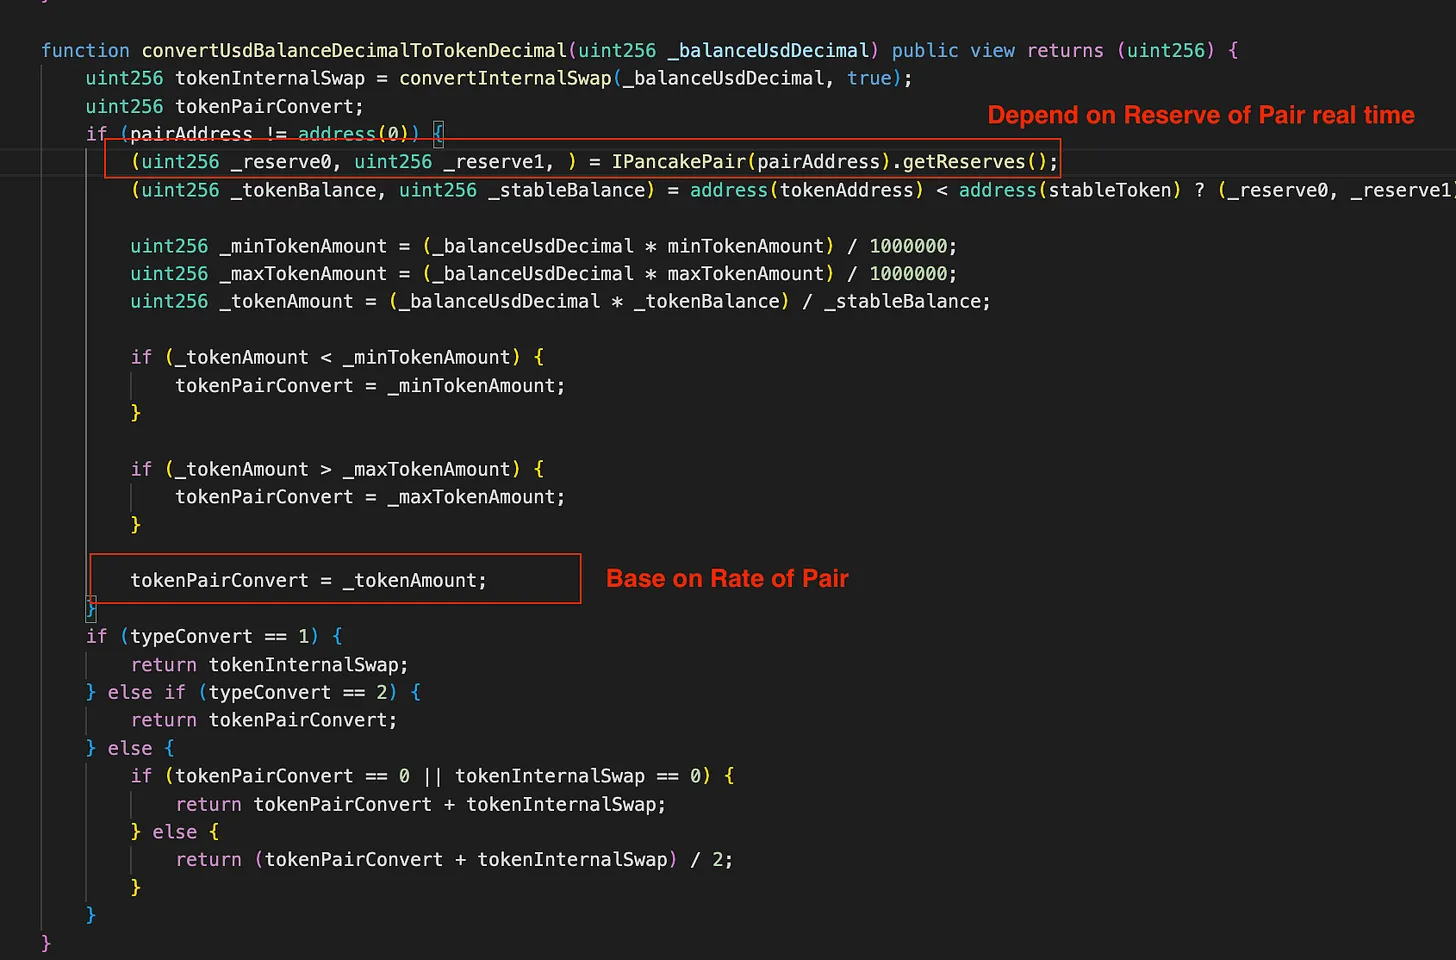 }
function convertUsdBalanceDecimalToTokenDecimal(uint256 _balanceUsdDecimal) public view returns (uint256) {
uint256 tokenInternalSwap = convertInternalSwap(_balanceUsdDecimal, true);
uint256 tokenPairConvert;
Depend on Reserve of Pair real time
if (pairAddress != address(0)) {
(uint256 _reserve0, uint256 _reserve1, ) = IPancakePair(pairAddress).getReserves();
(uint256 _tokenBalance, uint256 _stableBalance) = address(tokenAddress) < address(stableToken) ? (_reserve0, _reserve1)
uint256 _minTokenAmount = (_balanceUsdDecimal * minTokenAmount) / 1000000;
uint256 _maxTokenAmount = (_balanceUsdDecimal * maxTokenAmount) / 1000000;
uint256 _tokenAmount = (_balanceUsdDecimal * _tokenBalance) / _stableBalance;
if (_tokenAmount < _minTokenAmount) {
tokenPairConvert = _minTokenAmount;
}
if (_tokenAmount > _maxTokenAmount) {
tokenPairConvert = _maxTokenAmount;
}
tokenPairConvert = _tokenAmount;
Base on Rate of Pair
}
if (typeConvert == 1) {
return tokenInternalSwap;
} else if (typeConvert == 2) {
return tokenPairConvert;
} else {
if (tokenPairConvert == 0 || tokenInternalSwap == 0) {
return tokenPairConvert + tokenInternalSwap;
} else {
return (tokenPairConvert + tokenInternalSwap) / 2;
}
}
}